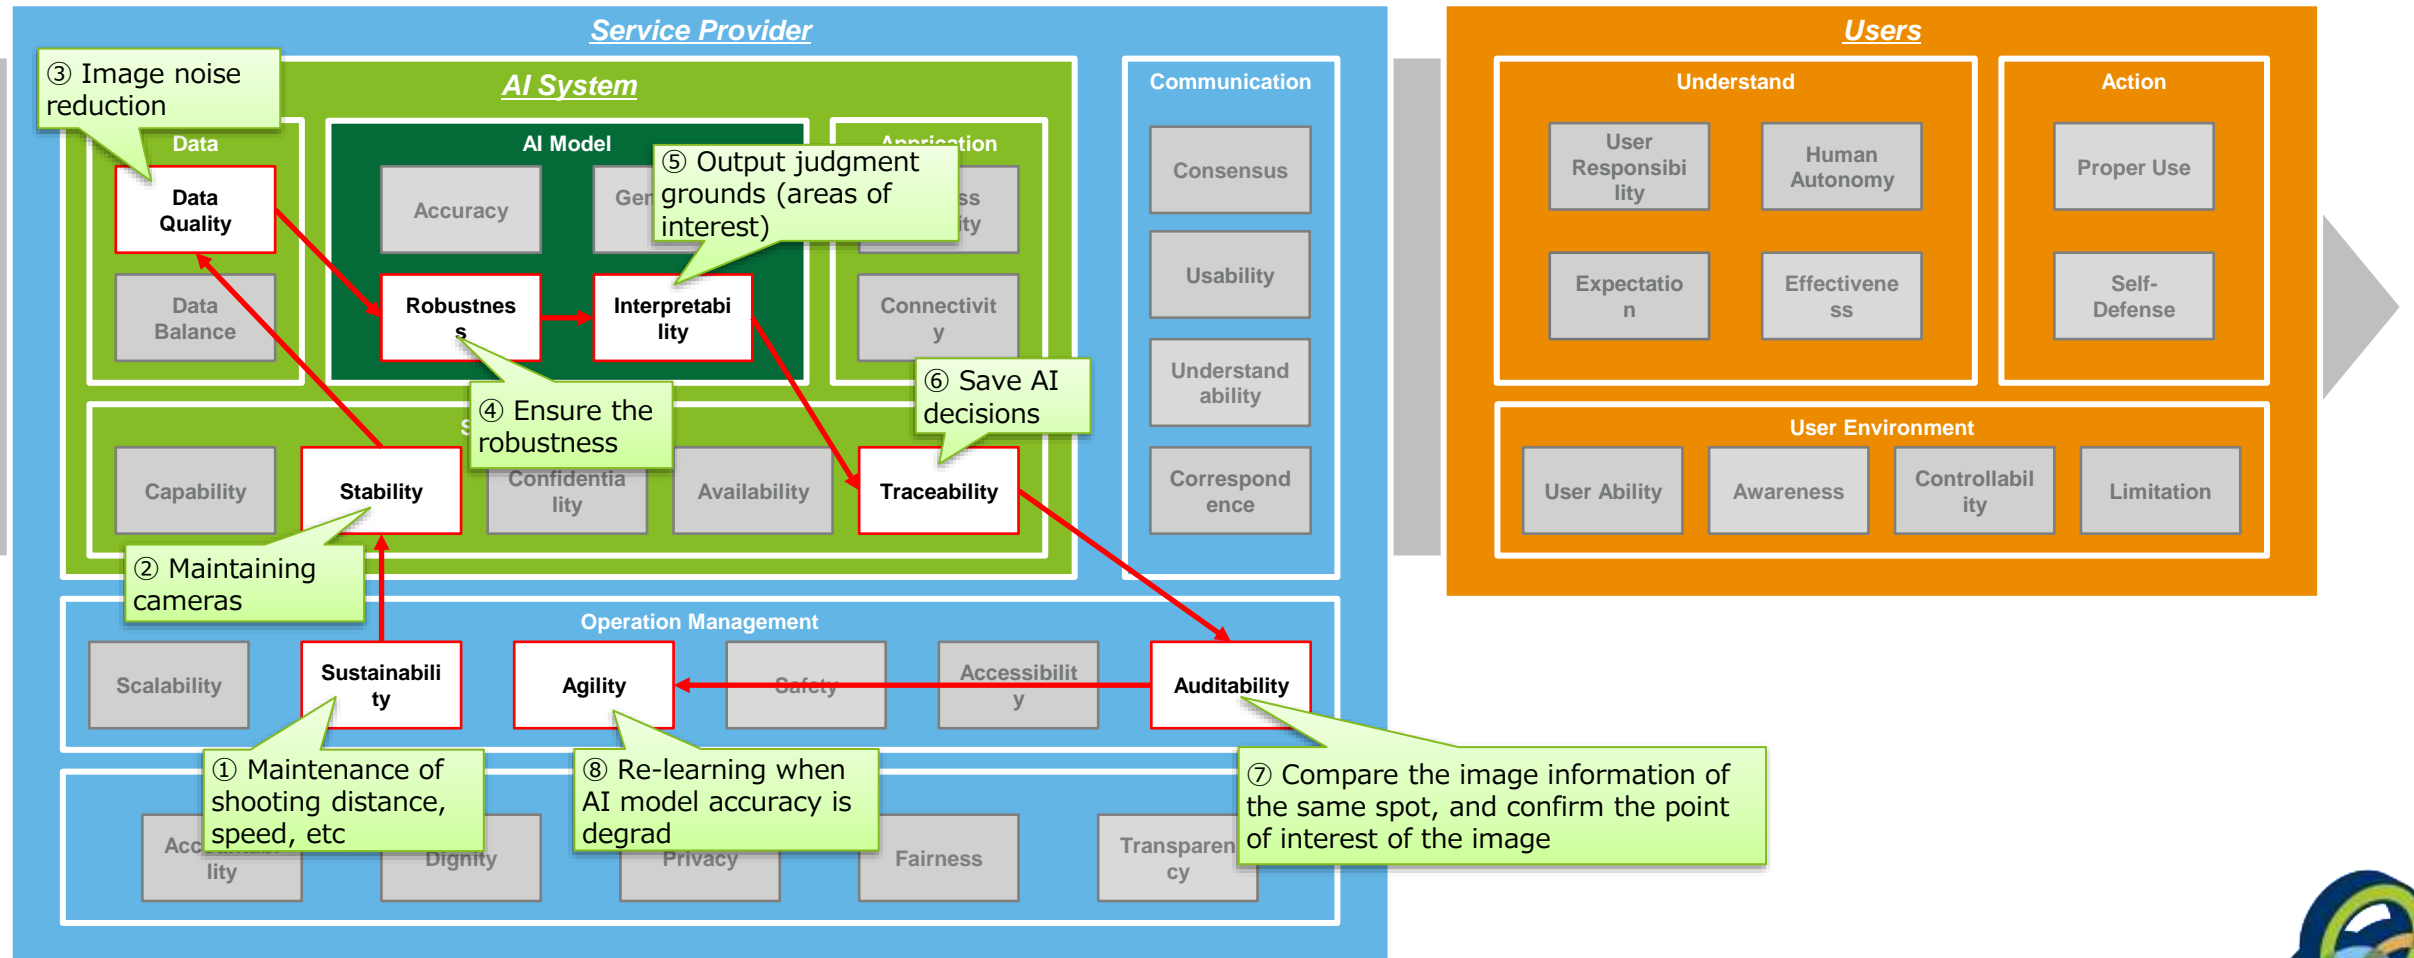 Service Provider
③ Image noise
reduction
AI System
Data
Data
Quality
Data
Balance
AI Model
Accuracy
⑤ Output judgment
grounds (areas of
interest)
Robustnes
s
Interpretabi
lity
Connectivit
y
④ Ensure the
robustness
⑥ Save AI
decisions
Capability
Stability
Confidentia
lity
Availability
Traceability
② Maintaining
cameras
Communication
Consensus
Usability
Understand
ability
Correspond
ence
Operation Management
Scalability
Sustainabili
ty
Agility
Safety
Accessibilit
y
Auditability
① Maintenance of
shooting distance,
speed, etc
⑧ Re-learning when
AI model accuracy is
degrad
⑦ Compare the image information of
the same spot, and confirm the point
of interest of the image
lity
Dignity
Privacy
Fairness
Transparen
cy
Users
Understand
User
Responsibi
lity
Human
Autonomy
Expectatio
n
Effectivene
ss
Action
Proper Use
Self-
Defense
User Environment
User Ability
Awareness
Controllabil
ity
Limitation